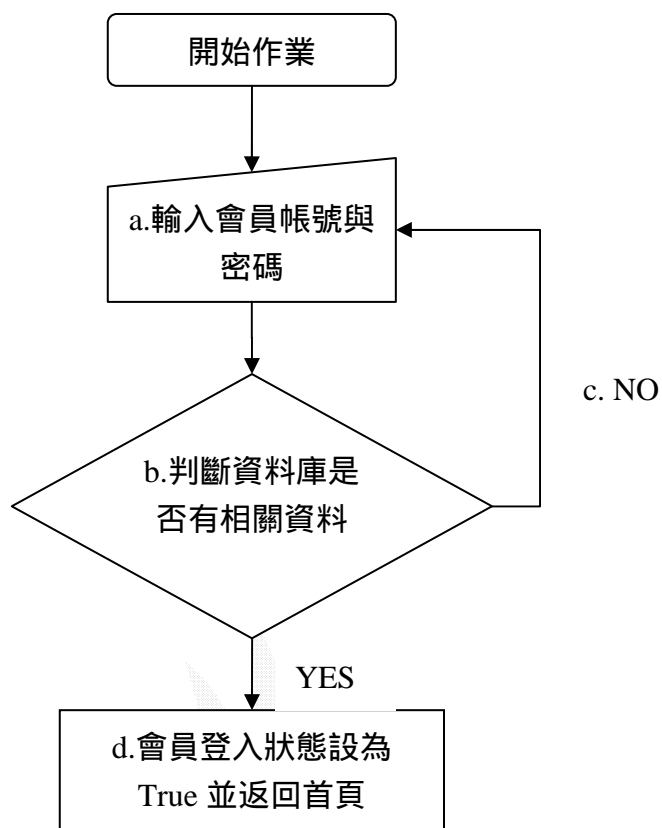 開始作業
a.輸入會員帳號與
密碼
c. NO
b.判斷資料庫是
否有相關資料
YES
d.會員登入狀態設為
True 並返回首頁